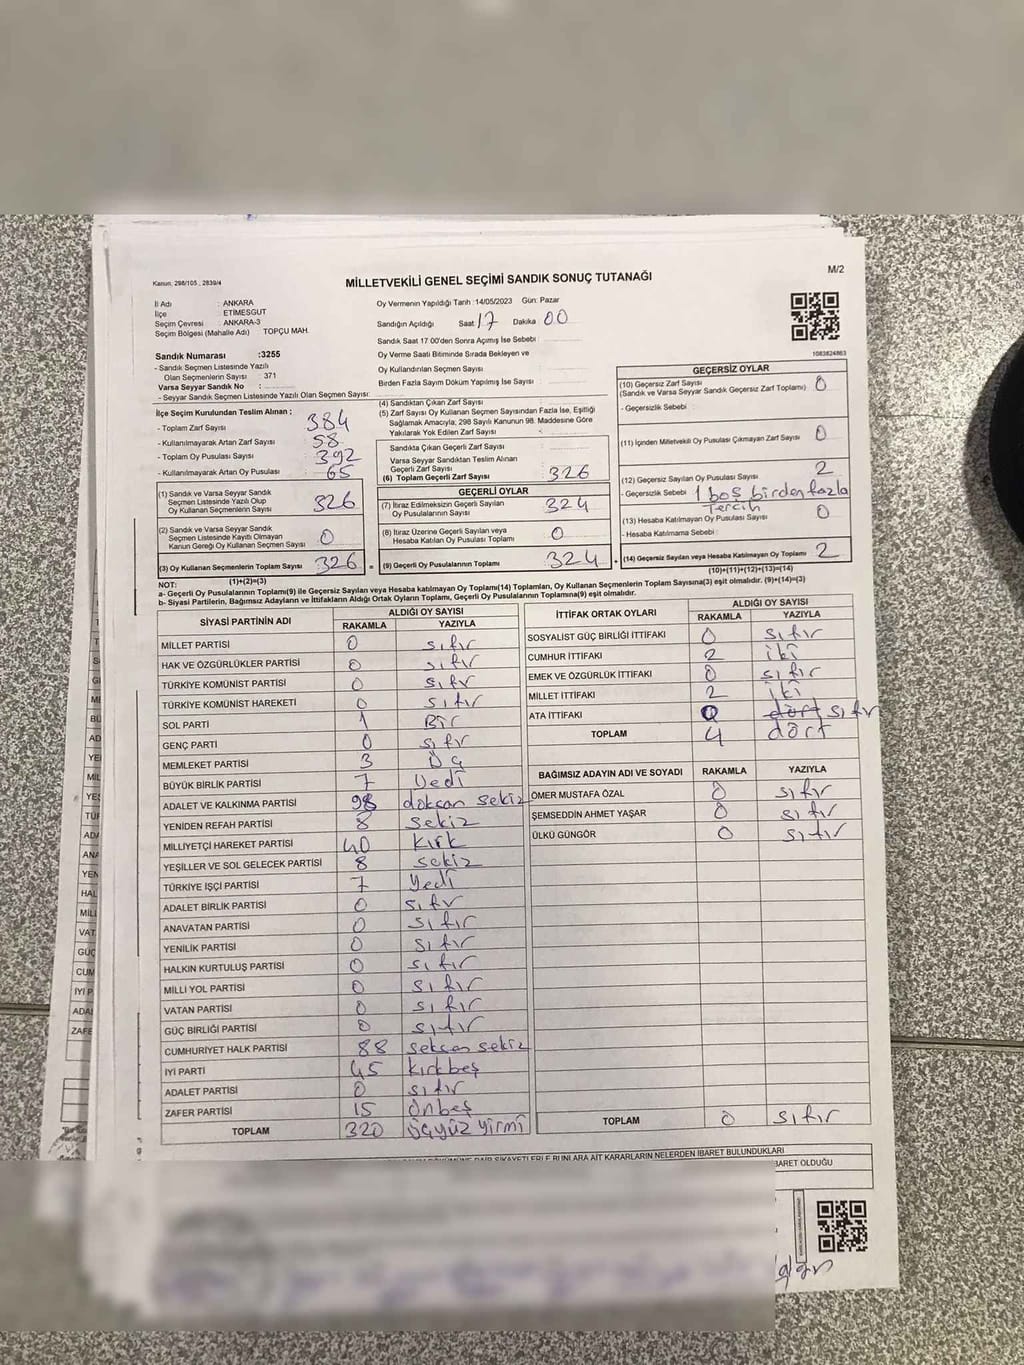 Kanun, 298/105 , 2839/4
MİLLETVEKİLİ GENEL SEÇİMİ SANDIK SONUÇ TUTANAĞI
M/2
İl Adı : ANKARA
İlçe : ETİMESGUT
Seçim Çevresi : ANKARA-3
Seçim Bölgesi (Mahalle Adı) TOPÇU MAH.
Sandık Numarası :3255
- Sandık Seçmen Listesinde Yazılı
Olan Seçmenlerin Sayısı : 371
Varsa Seyyar Sandık No :
- Seyyar Sandık Seçmen Listesinde Yazılı Olan Seçmen Sayısı:
Oy Vermenin Yapıldığı Tarih :14/05/2023 Gün: Pazar
Sandığın Açıldığı Saat 17 Dakika 00
Sandık Saat 17 00'den Sonra Açımış İse Sebebi
Oy Verme Saati Bitiminde Sırada Bekleyen ve
Oy Kullandırılan Seçmen Sayısı
Birden Fazla Sayım Döküm Yapılmış İse Sayısı
1083824863
İlçe Seçim Kurulundan Teslim Alınan :
- Toplam Zarf Sayısı 384
- Kullanılmayarak Artan Zarf Sayısı 58
- Toplam Oy Pusulası Sayısı 392
- Kullanılmayarak Artan Oy Pusulası 65
(1) Sandık ve Varsa Seyyar Sandık
Seçmen Listesinde Yazılı Olup
Oy Kullanan Seçmenlerin Sayısı 326
(2) Sandık ve Varsa Seyyar Sandık
Seçmen Listesinde Kayıtlı Olmayan
Kanun Gereği Oy Kullanan Seçmen Sayısı 0
(3) Oy Kullanan Seçmenlerin Toplam Sayısı 326
(1)+(2)=(3)
(4) Sandıktan Çıkan Zarf Sayısı
(5) Zarf Sayısı Oy Kullanan Seçmen Sayısından Fazla İse, Eşitliği
Sağlamak Amacıyla; 298 Sayılı Kanunun 98. Maddesine Göre
Yakılarak Yok Edilen Zarf Sayısı
Sandıkta Çıkan Geçerli Zarf Sayısı
Varsa Seyyar Sandıktan Teslim Alınan
Geçerli Zarf Sayısı
(6) Toplam Geçerli Zarf Sayısı 326
GEÇERLİ OYLAR
(7) İtiraz Edilmeksizin Geçerli Sayılan
Oy Pusulalarının Sayısı 324
(8) İtiraz Üzerine Geçerli Sayılan veya
Hesaba Katılan Oy Pusulası Toplamı 0
= (9) Geçerli Oy Pusulalarının Toplamı 324
GEÇERSİZ OYLAR
(10) Geçersiz Zarf Sayısı
(Sandık ve Varsa Seyyar Sandık Geçersiz Zarf Toplamı) 0
- Geçersizlik Sebebi :
(11) İçinden Milletvekili Oy Pusulası Çıkmayan Zarf Sayısı 0
(12) Geçersiz Sayılan Oy Pusulası Sayısı 2
- Geçersizlik Sebebi 1 boş birden fazla
Tercih
(13) Hesaba Katılmayan Oy Pusulası Sayısı 0
- Hesaba Katılmama Sebebi :
+ (14) Geçersiz Sayılan veya Hesaba Katılmayan Oy Toplamı 2
(10)+(11)+(12)+(13)=(14)
NOT:
a- Geçerli Oy Pusulasının Toplamı(9) ile Geçersiz Sayılan veya Hesaba katılmayan Oy Toplamı(14) Toplamları, Oy Kullanan Seçmenlerin Toplam Sayısına(3) eşit olmalıdır. (9)+(14)=(3)
b- Siyasi Partilerin, Bağımsız Adayların ve İttifakların Aldığı Ortak Oyların Toplamı, Geçerli Oy Pusulalarının Toplamına(9) eşit olmalıdır.
SİYASİ PARTİNİN ADI ALDIĞI OY SAYISI
RAKAMLA YAZIYLA
MİLLET PARTİSİ 0 sıfır
HAK VE ÖZGÜRLÜKLER PARTİSİ 0 sıfır
TÜRKİYE KOMÜNİST PARTİSİ 0 sıfır
TÜRKİYE KOMÜNİST HAREKETİ 0 sıfır
SOL PARTİ 1 Bir
GENÇ PARTİ 0 sıfır
MEMLEKET PARTİSİ 3 Üç
BÜYÜK BİRLİK PARTİSİ 7 Yedi
ADALET VE KALKINMA PARTİSİ 98 doksan sekiz
YENİDEN REFAH PARTİSİ 8 sekiz
MİLLİYETÇİ HAREKET PARTİSİ 40 Kırk
YEŞİLLER VE SOL GELECEK PARTİSİ 8 sekiz
TÜRKİYE İŞÇİ PARTİSİ 7 Yedi
ADALET BİRLİK PARTİSİ 0 sıfır
ANAVATAN PARTİSİ 0 sıfır
YENİLİK PARTİSİ 0 sıfır
HALKIN KURTULUŞ PARTİSİ 0 sıfır
MİLLİ YOL PARTİSİ 0 sıfır
VATAN PARTİSİ 0 sıfır
GÜÇ BİRLİĞİ PARTİSİ 0 sıfır
CUMHURİYET HALK PARTİSİ 88 seksen sekiz
İYİ PARTİ 45 kırkbeş
ADALET PARTİSİ 0 sıfır
ZAFER PARTİSİ 15 onbeş
TOPLAM 320 üçyüz yirmi
İTTİFAK ORTAK OYLARI ALDIĞI OY SAYISI
RAKAMLA YAZIYLA
SOSYALİST GÜÇ BİRLİĞİ İTTİFAKI 0 sıfır
CUMHUR İTTİFAKI 2 iki
EMEK VE ÖZGÜRLÜK İTTİFAKI 0 sıfır
MİLLET İTTİFAKI 2 iki
ATA İTTİFAKI 0 dört sıfır
TOPLAM 4 dört
BAĞIMSIZ ADAYIN ADI VE SOYADI RAKAMLA YAZIYLA
ÖMER MUSTAFA ÖZAL 0 sıfır
ŞEMSEDDİN AHMET YAŞAR 0 sıfır
ÜLKÜ GÜNGÖR 0 sıfır
TOPLAM 0 sıfır
ŞİKAYETLERLE BUNLARA AİT KARARLARIN NELERDEN İBARET BULUNDUKLARI
İBARET OLDUĞU